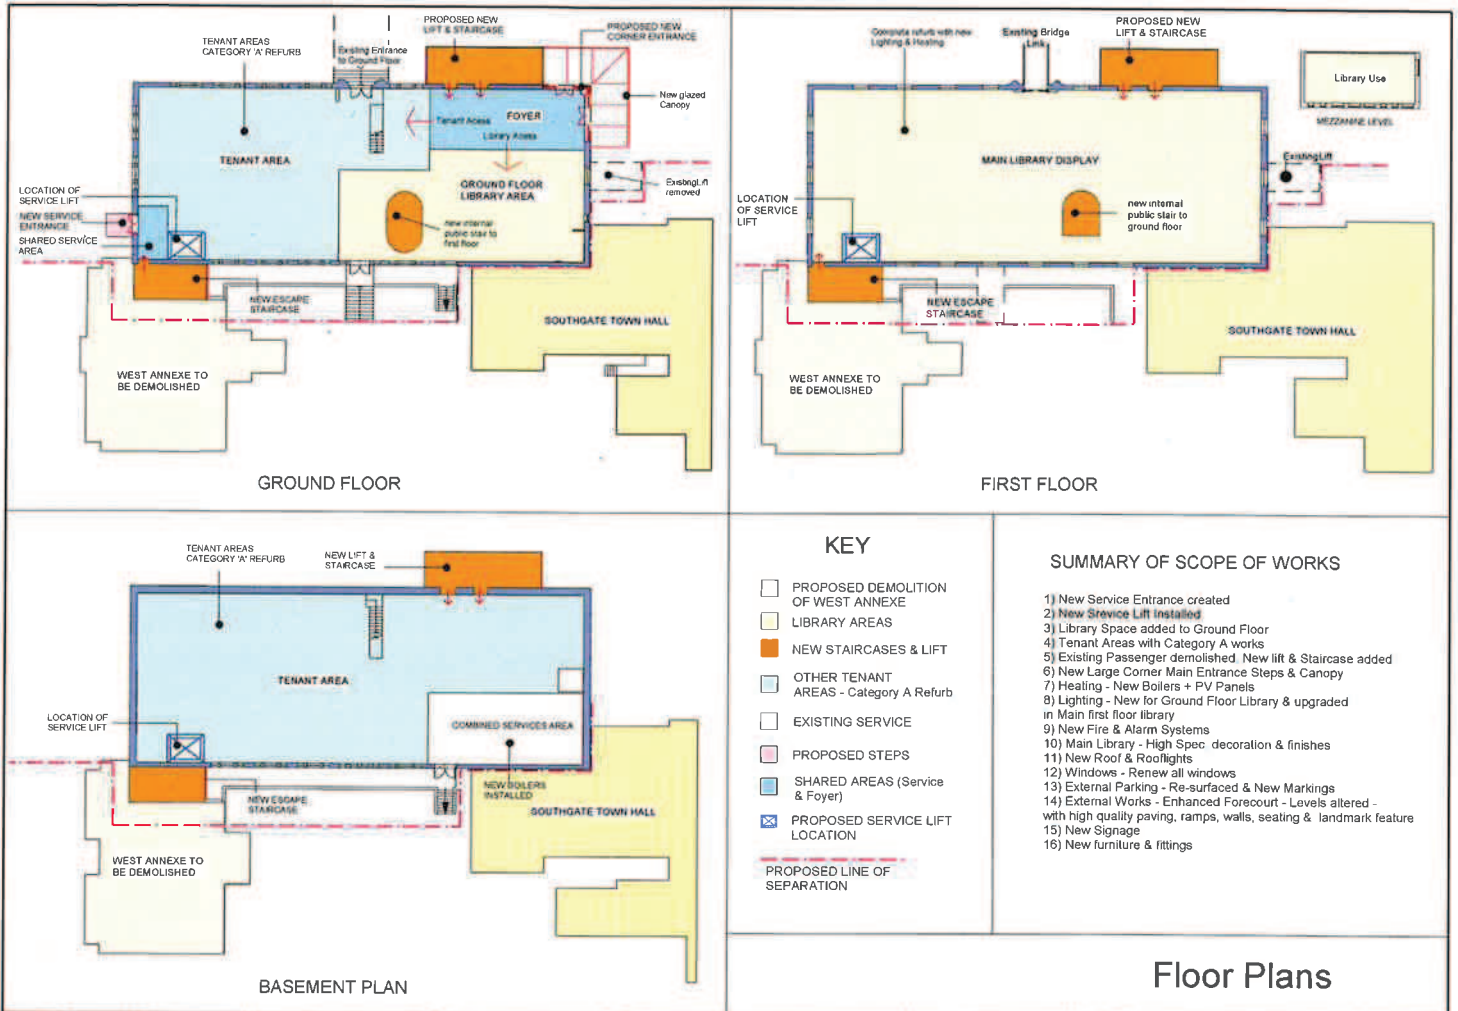 PROPOSED NEW
LIFT & STAIRCASE
PROPOSED NEW
CORNER ENTRANCE
TENANT AREAS
CATEGORY 'A' REFURB
Existing Entrance
to Ground Floor
New glazed
Canopy
FOYER
Tenant Acess
Library Acess
TENANT AREA
GROUND FLOOR
LIBRARY AREA
Existing Lift
removed
LOCATION OF
SERVICE LIFT
NEW SERVICE
ENTRANCE
SHARED SERVICE
AREA
new internal
public stair to
first floor
NEW ESCAPE
STAIRCASE
SOUTHGATE TOWN HALL
WEST ANNEXE TO
BE DEMOLISHED
GROUND FLOOR
PROPOSED NEW
LIFT & STAIRCASE
Complete refurb with new
Lighting & Heating
Existing Bridge
Link
Library Use
MEZZANINE LEVEL
MAIN LIBRARY DISPLAY
Existing Lift
LOCATION
OF SERVICE
LIFT
new internal
public stair to
ground floor
NEW ESCAPE
STAIRCASE
SOUTHGATE TOWN HALL
WEST ANNEXE TO
BE DEMOLISHED
FIRST FLOOR
TENANT AREAS
CATEGORY 'A' REFURB
NEW LIFT &
STAIRCASE
TENANT AREA
LOCATION OF
SERVICE LIFT
COMBINED SERVICES AREA
NEW BOILERS
INSTALLED
NEW ESCAPE
STAIRCASE
SOUTHGATE TOWN HALL
WEST ANNEXE TO
BE DEMOLISHED
BASEMENT PLAN
KEY
PROPOSED DEMOLITION
OF WEST ANNEXE
LIBRARY AREAS
NEW STAIRCASES & LIFT
OTHER TENANT
AREAS - Category A Refurb
EXISTING SERVICE
PROPOSED STEPS
SHARED AREAS (Service
& Foyer)
PROPOSED SERVICE LIFT
LOCATION
PROPOSED LINE OF
SEPARATION
SUMMARY OF SCOPE OF WORKS
1) New Service Entrance created
2) New Srevice Lift Installed
3) Library Space added to Ground Floor
4) Tenant Areas with Category A works
5) Existing Passenger demolished. New lift & Staircase added
6) New Large Corner Main Entrance Steps & Canopy
7) Heating - New Boilers + PV Panels
8) Lighting - New for Ground Floor Library & upgraded
in Main first floor library
9) New Fire & Alarm Systems
10) Main Library - High Spec decoration & finishes
11) New Roof & Rooflights
12) Windows - Renew all windows
13) External Parking - Re-surfaced & New Markings
14) External Works - Enhanced Forecourt - Levels altered -
with high quality paving, ramps, walls, seating & landmark feature
15) New Signage
16) New furniture & fittings
Floor Plans